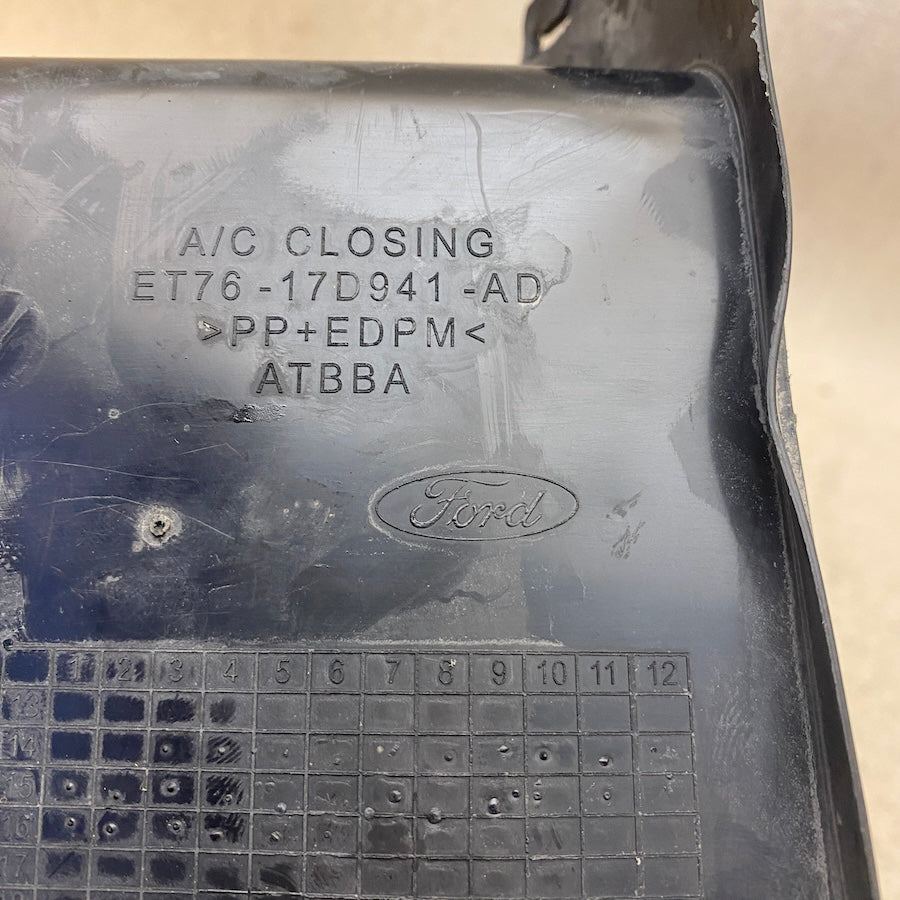 A/C CLOSING
ET76-17D941-AD
>PP+EDPM<
ATBBA
Ford
1 2 3 4 5 6 7 8 9 10 11 12
13
14
15
16
17